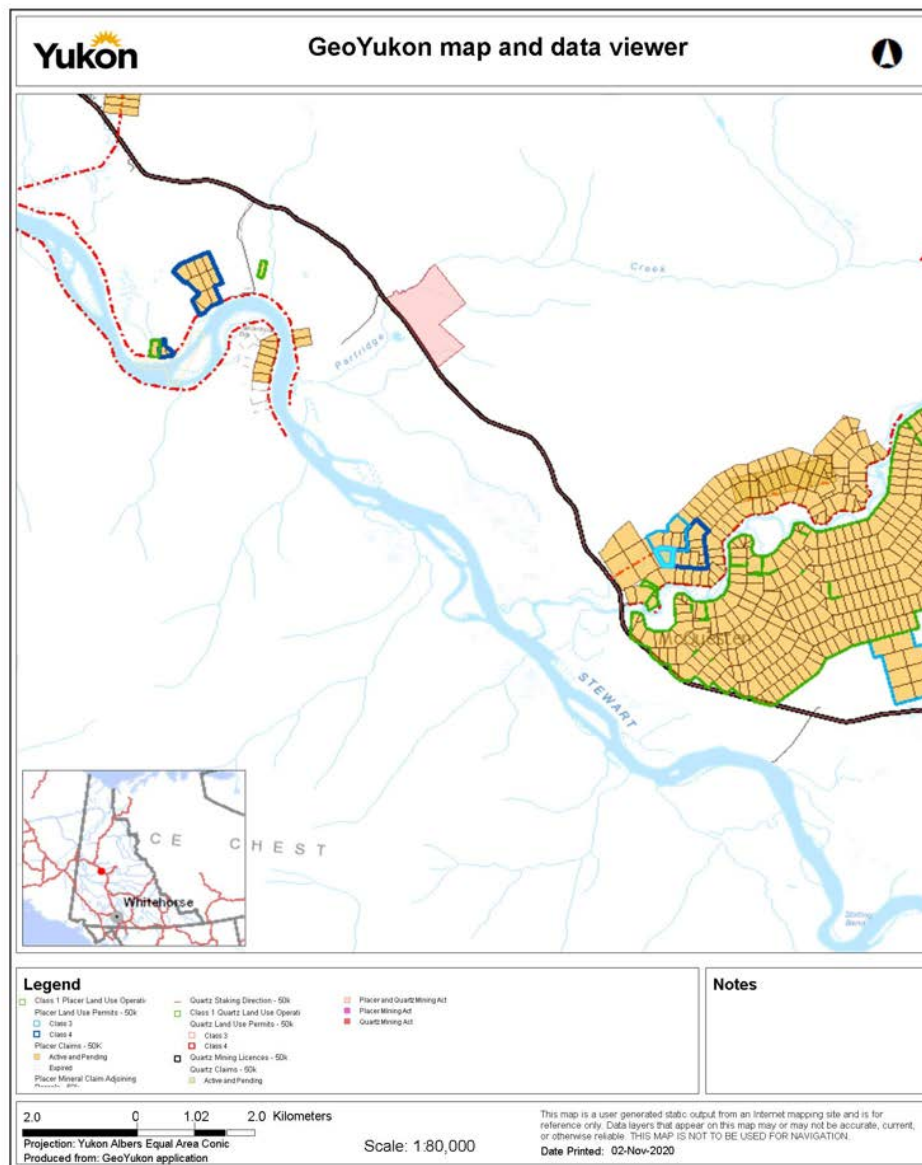 Yukon
GeoYukon map and data viewer
Creek
Partridge
McQuesten
STEWART
CE CHEST
Whitehorse
Legend
Class 1 Placer Land Use Operati
Placer Land Use Permits - 50k
Class 3
Class 4
Placer Claims - 50K
Active and Pending
Expired
Placer Mineral Claim Adjoining
Quartz Staking Direction - 50k
Class 1 Quartz Land Use Operati
Quartz Land Use Permits - 50k
Class 3
Class 4
Quartz Mining Licences - 50k
Quartz Claims - 50k
Active and Pending
Placer and Quartz Mining Act
Placer Mining Act
Quartz Mining Act
Notes
2.0 0 1.02 2.0 Kilometers
Projection: Yukon Albers Equal Area Conic
Produced from: GeoYukon application
Scale: 1:80,000
This map is a user generated static output from an Internet mapping site and is for
reference only. Data layers that appear on this map may or may not be accurate, current,
or otherwise reliable. THIS MAP IS NOT TO BE USED FOR NAVIGATION.
Date Printed: 02-Nov-2020